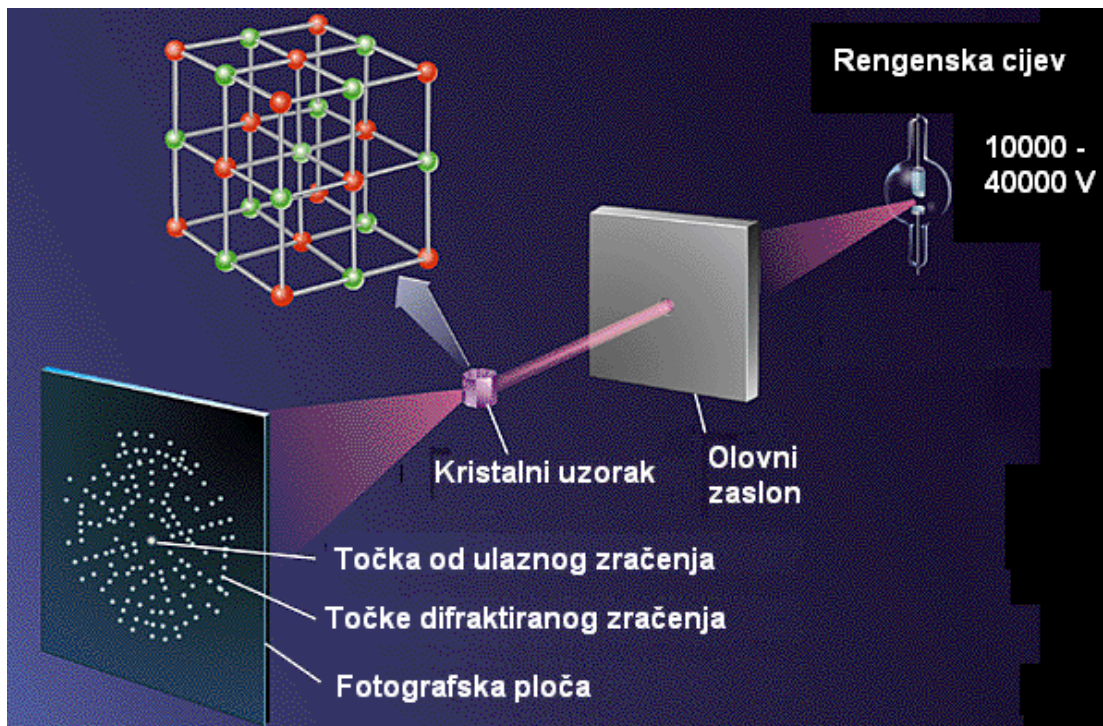 Rengenska cijev
10000 -
40000 V
Kristalni uzorak
Olovni
zaslon
Točka od ulaznog zračenja
Točke difraktiranog zračenja
Fotografska ploča